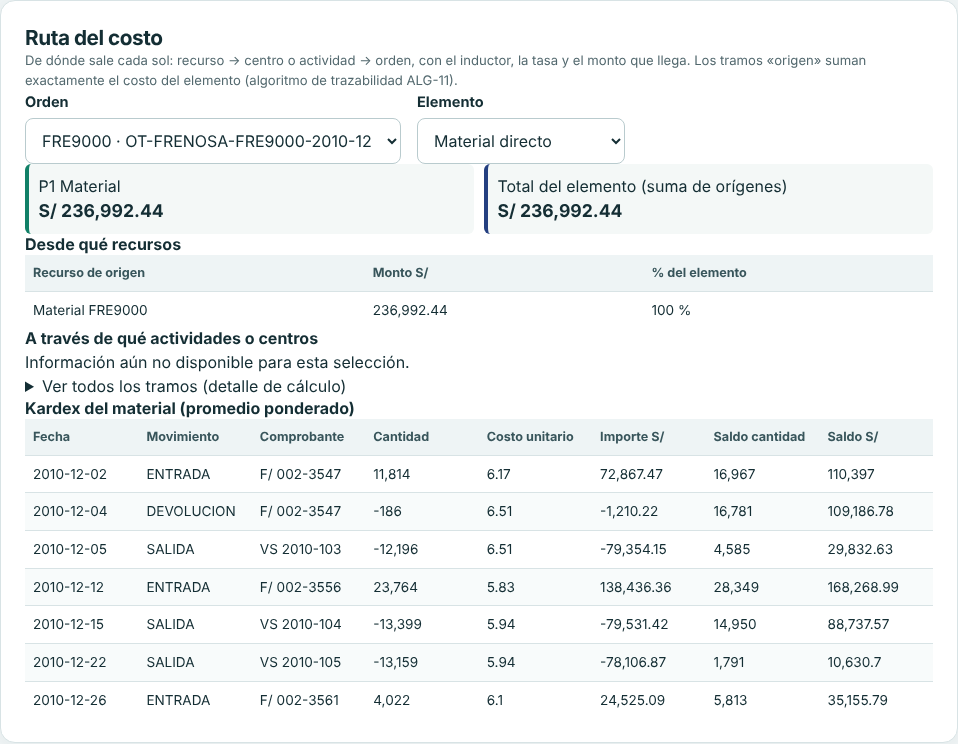 Ruta del costo
De dónde sale cada sol: recurso → centro o actividad → orden, con el inductor, la tasa y el monto que llega. Los tramos «origen» suman
exactamente el costo del elemento (algoritmo de trazabilidad ALG-11).
Orden Elemento
FRE9000 · OT-FRENOSA-FRE9000-2010-12 Material directo
P1 Material Total del elemento (suma de orígenes)
S/ 236,992.44 S/ 236,992.44
Desde qué recursos
Recurso de origen Monto S/ % del elemento
Material FRE9000 236,992.44 100 %
A través de qué actividades o centros
Información aún no disponible para esta selección.
Ver todos los tramos (detalle de cálculo)
Kardex del material (promedio ponderado)
Fecha Movimiento Comprobante Cantidad Costo unitario Importe S/ Saldo cantidad Saldo S/
2010-12-02 ENTRADA F/ 002-3547 11,814 6.17 72,867.47 16,967 110,397
2010-12-04 DEVOLUCION F/ 002-3547 -186 6.51 -1,210.22 16,781 109,186.78
2010-12-05 SALIDA VS 2010-103 -12,196 6.51 -79,354.15 4,585 29,832.63
2010-12-12 ENTRADA F/ 002-3556 23,764 5.83 138,436.36 28,349 168,268.99
2010-12-15 SALIDA VS 2010-104 -13,399 5.94 -79,531.42 14,950 88,737.57
2010-12-22 SALIDA VS 2010-105 -13,159 5.94 -78,106.87 1,791 10,630.7
2010-12-26 ENTRADA F/ 002-3561 4,022 6.1 24,525.09 5,813 35,155.79